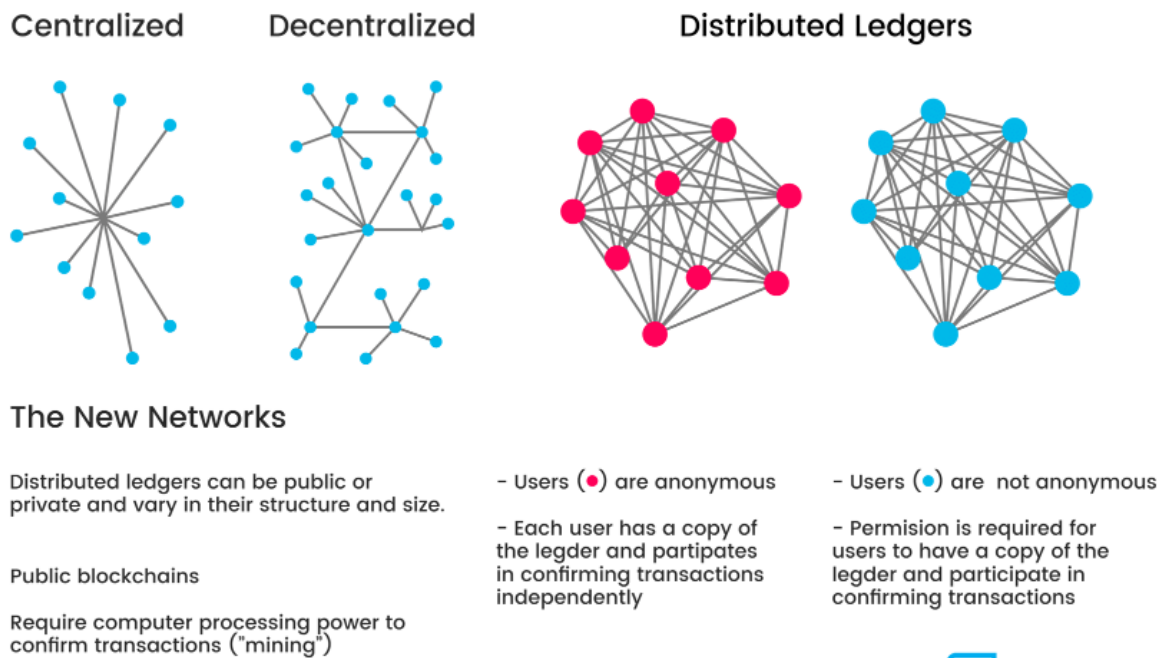 Centralized
Decentralized
Distributed Ledgers
The New Networks
Distributed ledgers can be public or
private and vary in their structure and size.
Public blockchains
Require computer processing power to
confirm transactions ("mining")
- Users (●) are anonymous
- Each user has a copy of
the legder and partipates
in confirming transactions
independently
- Users (●) are not anonymous
- Permision is required for
users to have a copy of the
legder and participate in
confirming transactions